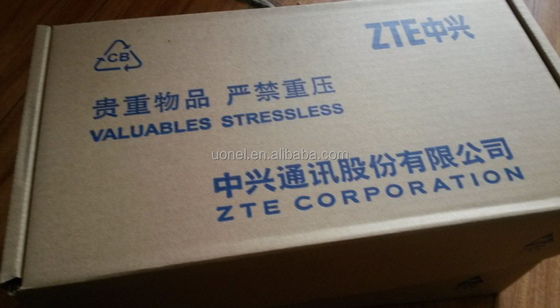 ZTE中兴
CB
贵重物品 严禁重压
VALUABLES STRESSLESS
uonel.en.alibaba.com
中兴通讯股份有限公司
ZTE CORPORATION